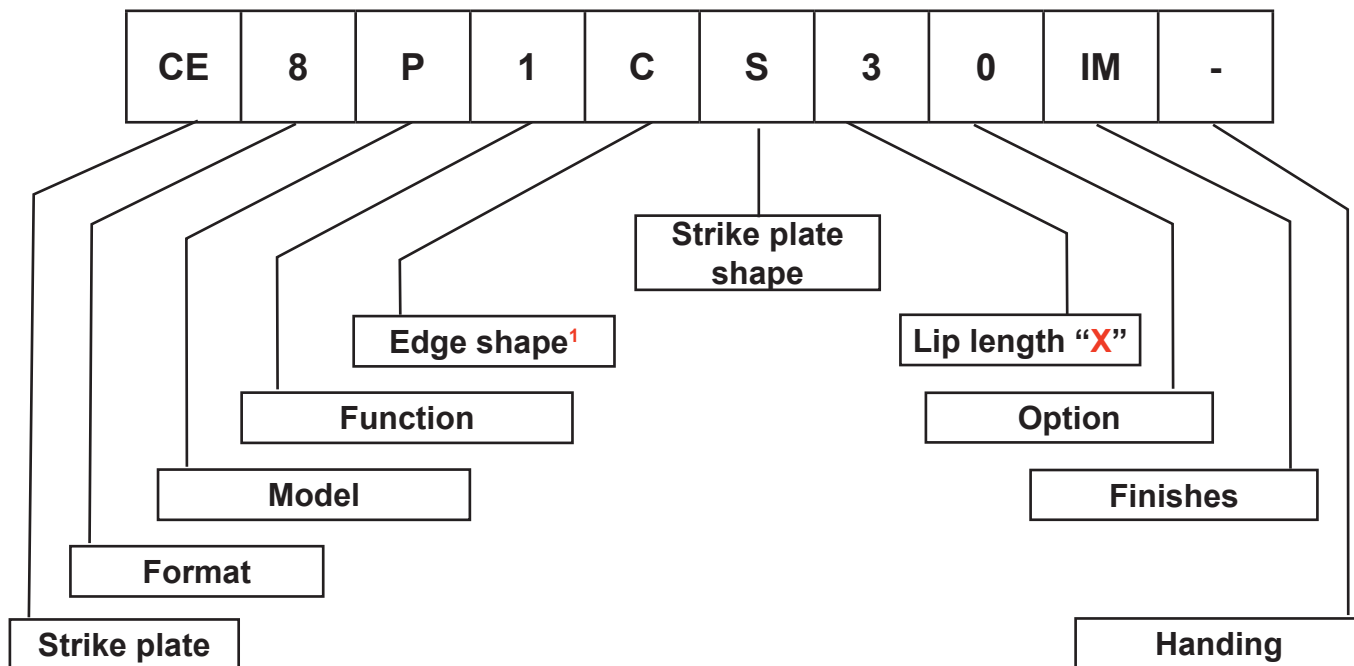 CE 8 P 1 C S 3 0 IM -
Strike plate
shape
Edge shape1
Lip length “X”
Function
Option
Model
Finishes
Format
Strike plate
Handing